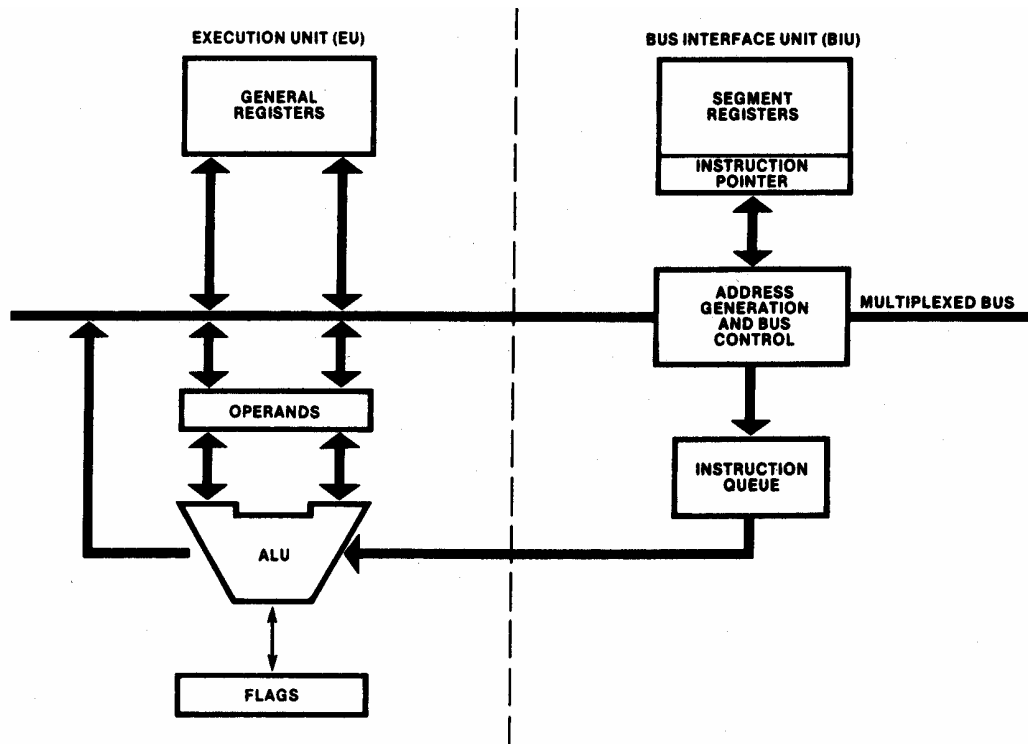 EXECUTION UNIT (EU)
GENERAL
REGISTERS
OPERANDS
ALU
FLAGS
BUS INTERFACE UNIT (BIU)
SEGMENT
REGISTERS
INSTRUCTION
POINTER
ADDRESS
GENERATION
AND BUS
CONTROL
MULTIPLEXED BUS
INSTRUCTION
QUEUE